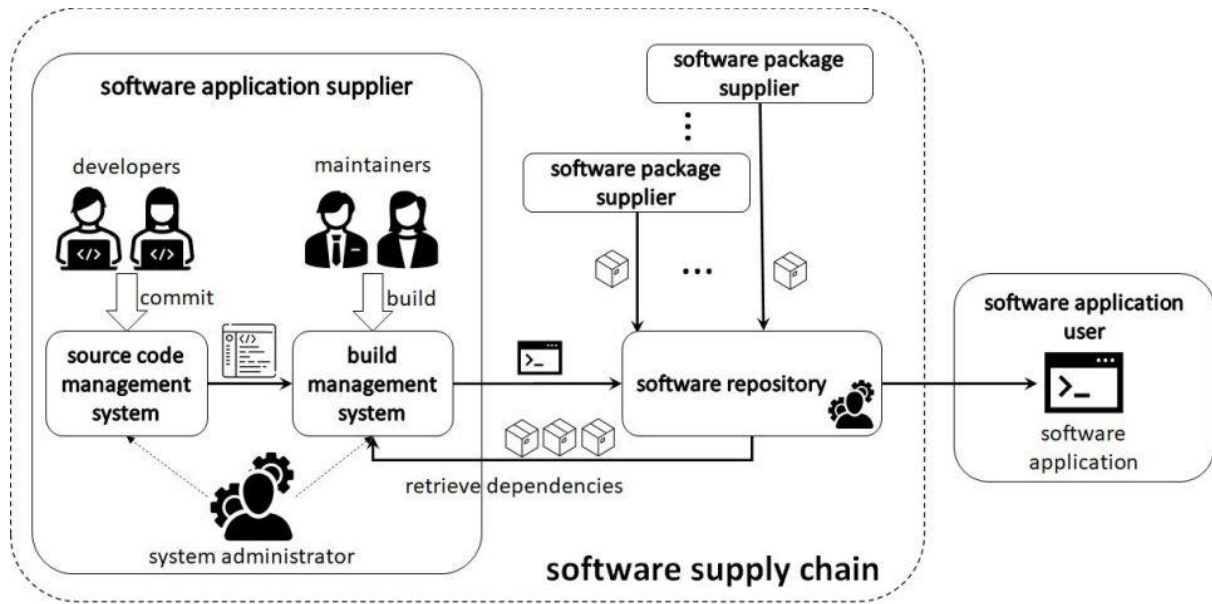 software application supplier
developers
maintainers
commit
build
source code
management
system
build
management
system
system administrator
retrieve dependencies
software package
supplier
software package
supplier
software repository
software supply chain
software application
user
software
application